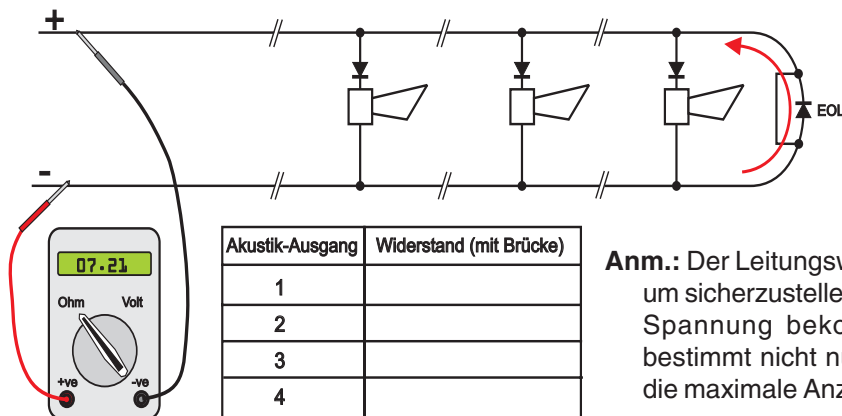 +
EOL
-
07.21
Ohm Volt
+ve -ve
Akustik-Ausgang Widerstand (mit Brücke)
1
2
3
4
Anm.: Der Leitungsw
um sicherzustelle
Spannung beko
bestimmt nicht nu
die maximale Anz